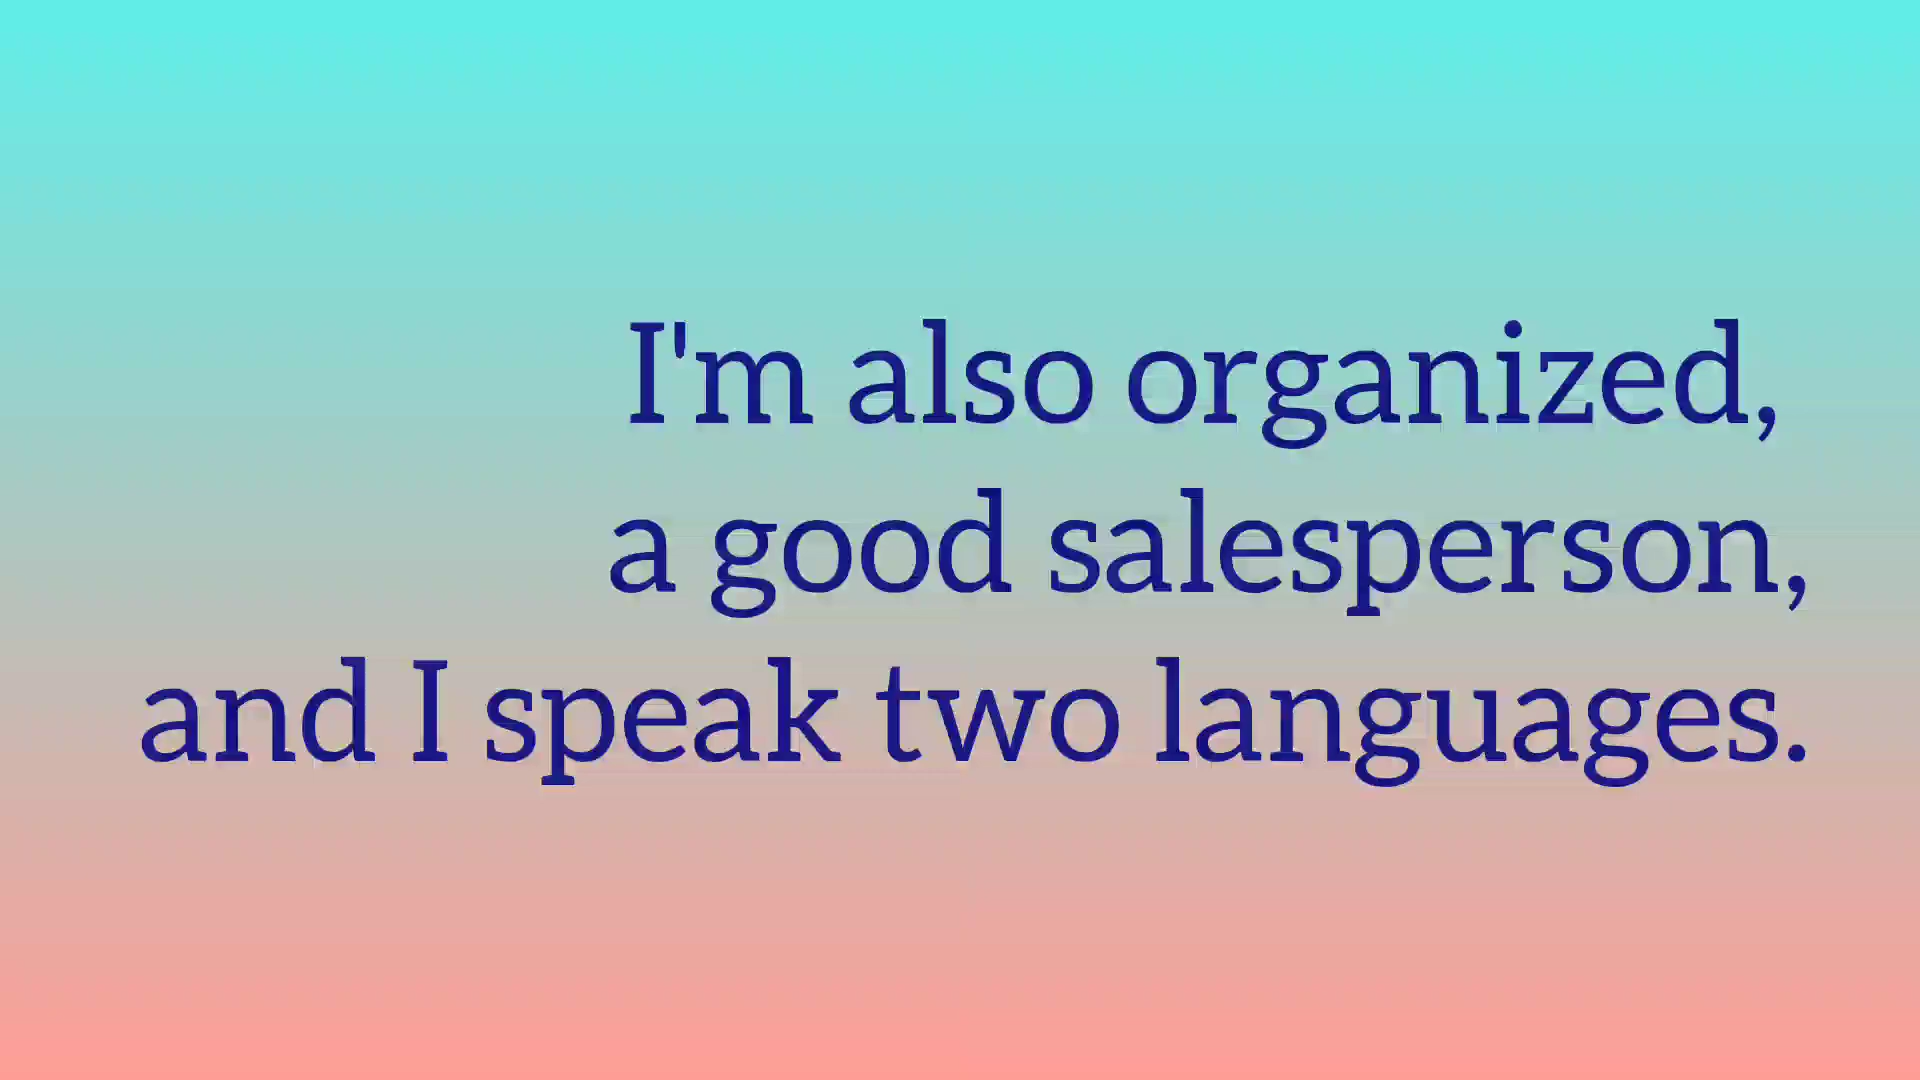 I'm also organized,
a good salesperson,
and I speak two languages.